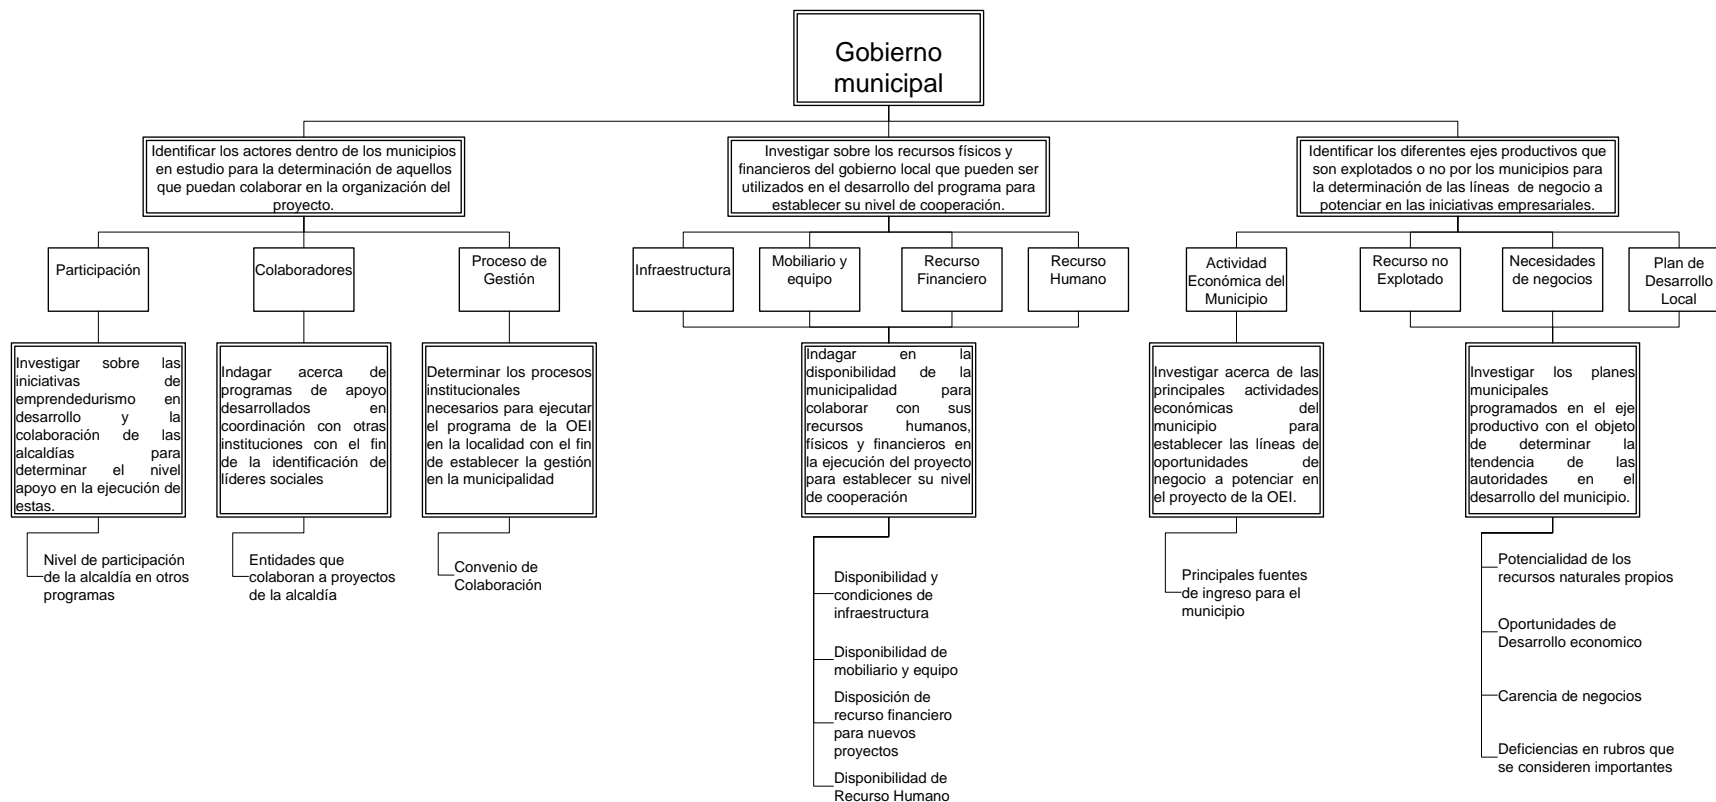 Gobierno
municipal
Identificar los actores dentro de los municipios
en estudio para la determinación de aquellos
que puedan colaborar en la organización del
proyecto.
Investigar sobre los recursos físicos y
financieros del gobierno local que pueden ser
utilizados en el desarrollo del programa para
establecer su nivel de cooperación.
Identificar los diferentes ejes productivos que
son explotados o no por los municipios para
la determinación de las líneas de negocio a
potenciar en las iniciativas empresariales.
Participación
Colaboradores
Proceso de
Gestión
Infraestructura
Mobiliario y
equipo
Recurso
Financiero
Recurso
Humano
Actividad
Económica del
Municipio
Recurso no
Explotado
Necesidades
de negocios
Plan de
Desarrollo
Local
Investigar sobre las
iniciativas de
emprendedurismo en
desarrollo y la
colaboración de las
alcaldías para
determinar el nivel
apoyo en la ejecución de
estas.
Indagar acerca de
programas de apoyo
desarrollados en
coordinación con otras
instituciones con el fin
de la identificación de
líderes sociales
Determinar los procesos
institucionales
necesarios para ejecutar
el programa de la OEI
en la localidad con el fin
de establecer la gestión
en la municipalidad
Indagar en la
disponibilidad de la
municipalidad para
colaborar con sus
recursos humanos,
físicos y financieros en
la ejecución del proyecto
para establecer su nivel
de cooperación
Investigar acerca de las
principales actividades
económicas del
municipio para
establecer las líneas de
oportunidades de
negocio a potenciar en
el proyecto de la OEI.
Investigar los planes
municipales
programados en el eje
productivo con el objeto
de determinar la
tendencia de las
autoridades en el
desarrollo del municipio.
Nivel de participación
de la alcaldía en otros
programas
Entidades que
colaboran a proyectos
de la alcaldía
Convenio de
Colaboración
Disponibilidad y
condiciones de
infraestructura
Disponibilidad de
mobiliario y equipo
Disposición de
recurso financiero
para nuevos
proyectos
Disponibilidad de
Recurso Humano
Principales fuentes
de ingreso para el
municipio
Potencialidad de los
recursos naturales propios
Oportunidades de
Desarrollo economico
Carencia de negocios
Deficiencias en rubros que
se consideren importantes